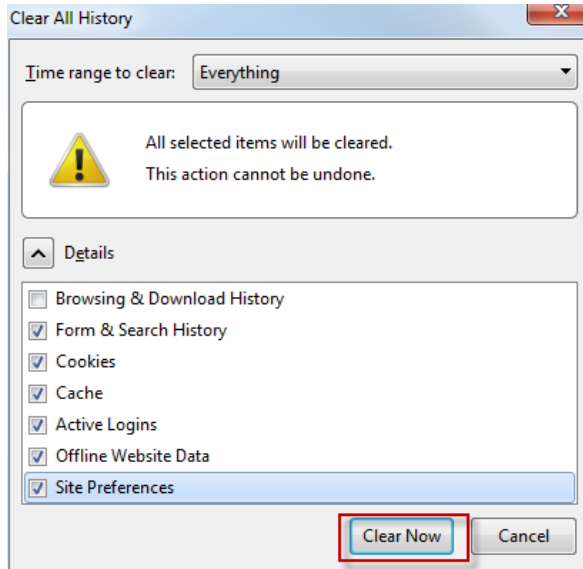 Clear All History
Time range to clear: Everything
All selected items will be cleared.
This action cannot be undone.
Details
Browsing & Download History
Form & Search History
Cookies
Cache
Active Logins
Offline Website Data
Site Preferences
Clear Now Cancel